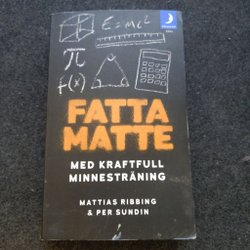 E=mc²
π
f(x)
FATTA
MATTE
MED KRAFTFULL
MINNESTRÄNING
MATTIAS RIBBING
& PER SUNDIN